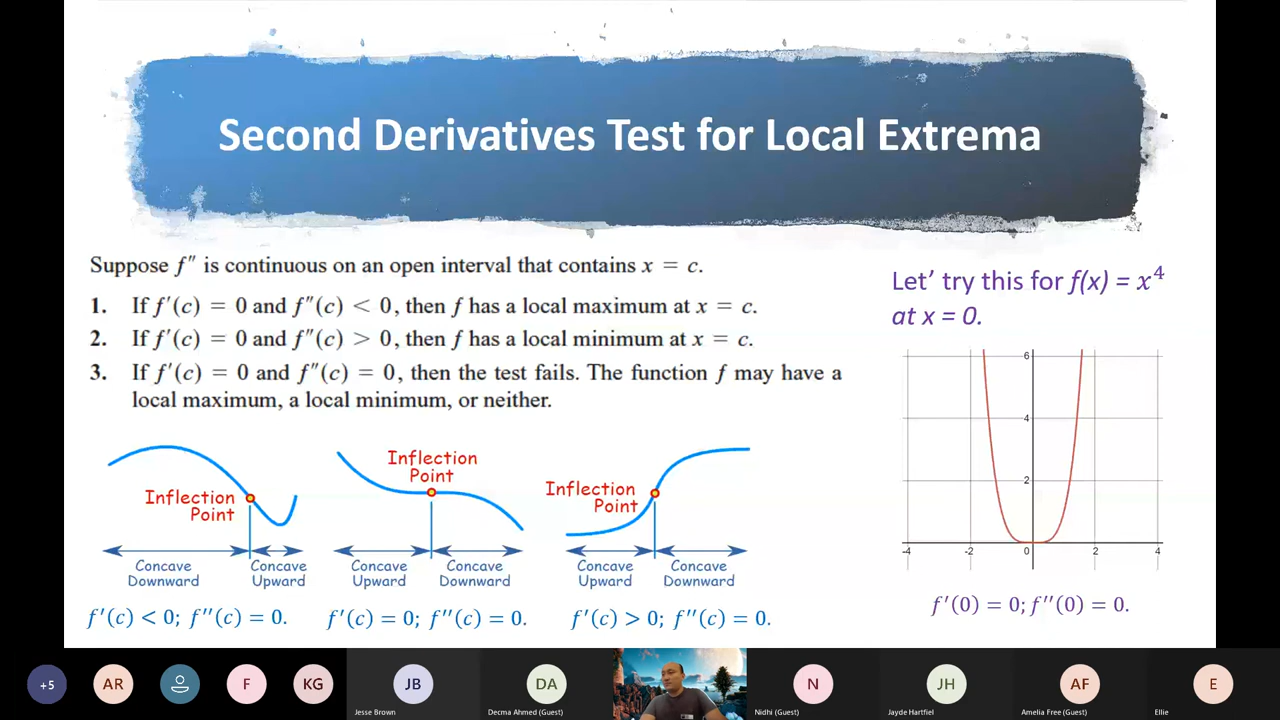 Second Derivatives Test for Local Extrema
Suppose f″ is continuous on an open interval that contains x = c.
1. If f′(c) = 0 and f″(c) < 0, then f has a local maximum at x = c.
2. If f′(c) = 0 and f″(c) > 0, then f has a local minimum at x = c.
3. If f′(c) = 0 and f″(c) = 0, then the test fails. The function f may have a
local maximum, a local minimum, or neither.
Let’ try this for f(x) = x⁴
at x = 0.
6
4
2
-4 -2 0 2 4
f′(0) = 0; f′′(0) = 0.
Inflection
Point
Concave
Downward
Concave
Upward
f′(c) < 0; f′′(c) = 0.
Inflection
Point
Concave
Upward
Concave
Downward
f′(c) = 0; f′′(c) = 0.
Inflection
Point
Concave
Upward
Concave
Downward
f′(c) > 0; f′′(c) = 0.
+5
AR
F
KG
JB
Jesse Brown
DA
Decma Ahmed (Guest)
N
Nidhi (Guest)
JH
Jayde Hartfiel
AF
Amelia Free (Guest)
E
Ellie